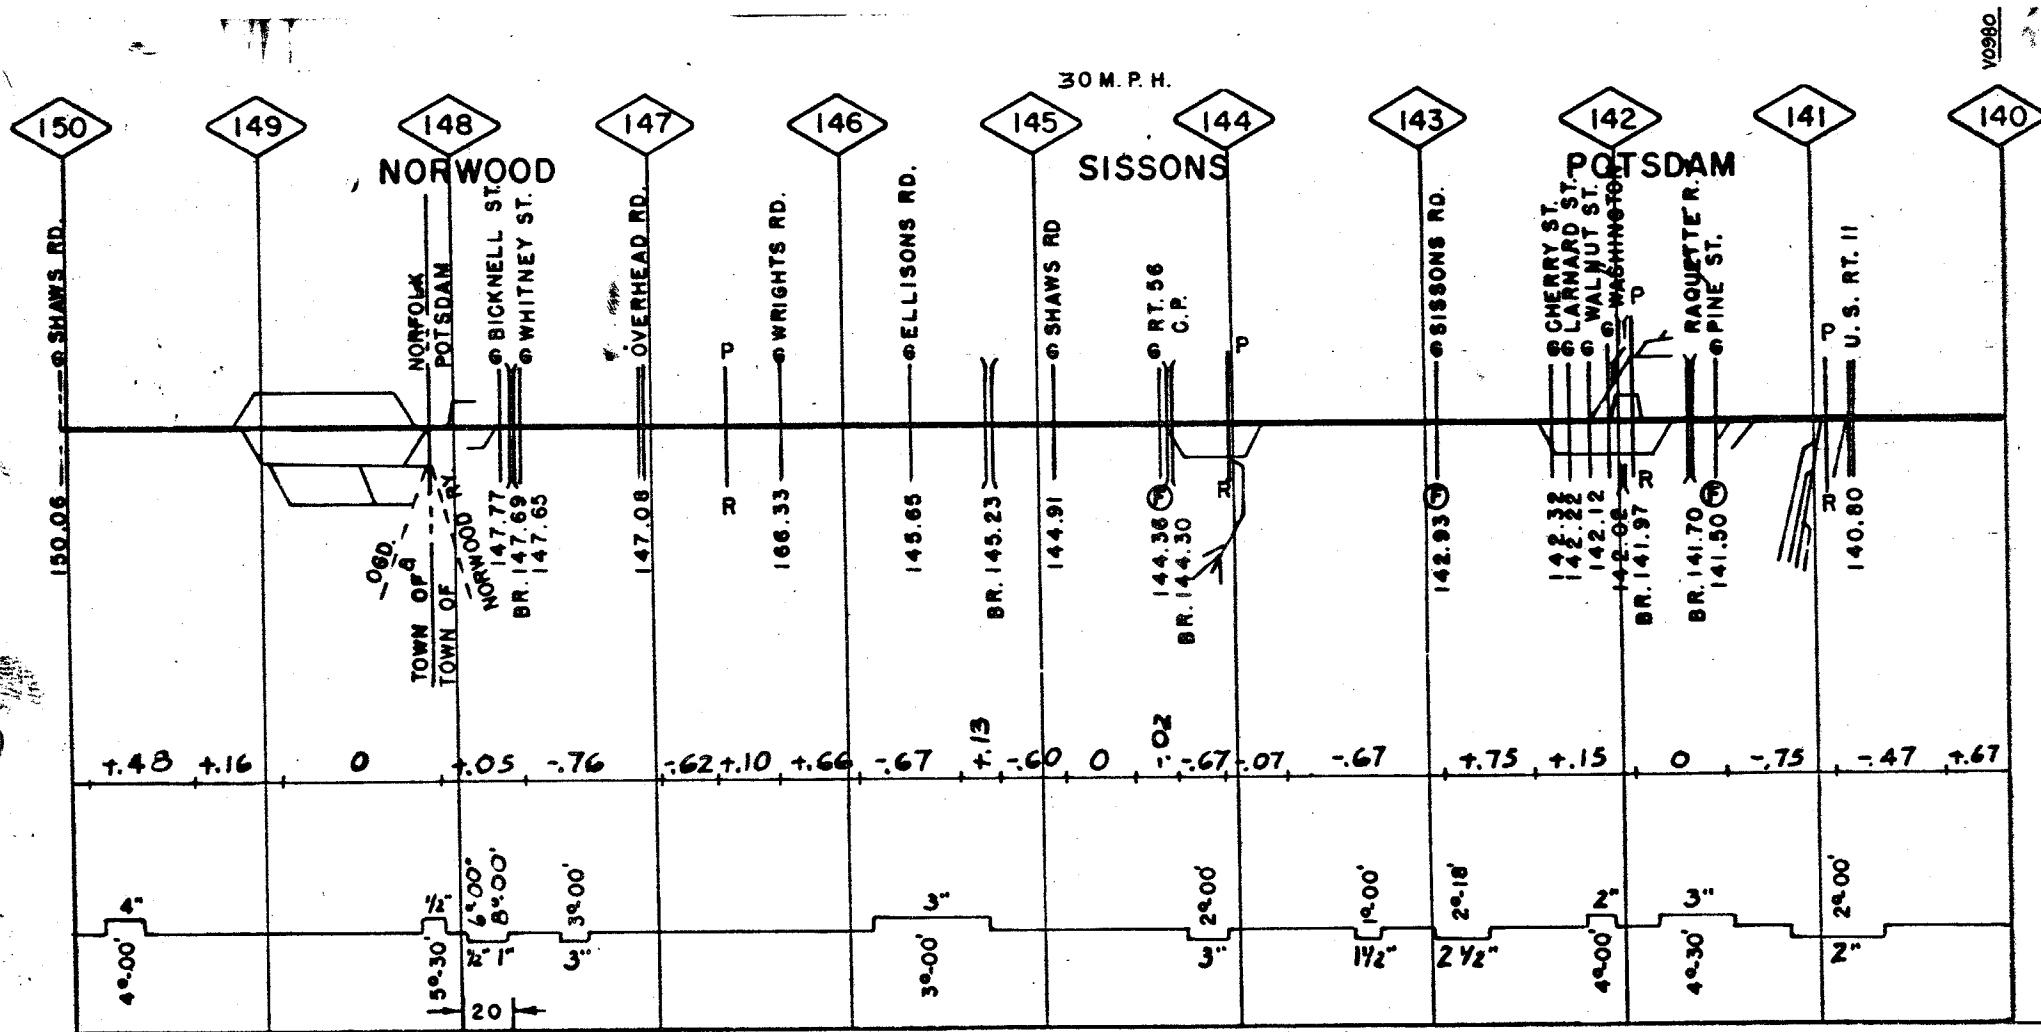 V0980
30 M. P. H.
150 149 148 147 146 145 144 143 142 141 140
NORWOOD SISSONS POTSDAM
SHAWS RD.
NORFOLK
POTSDAM
BICKNELL ST.
WHITNEY ST.
OVERHEAD RD.
P
WRIGHTS RD.
ELLISONS RD.
SHAWS RD
RT. 56
C.P.
P
SISSONS RD.
CHERRY ST.
LARNARD ST.
WALNUT ST.
WASHINGTON
P
RAQUETTE R.
PINE ST.
P
U. S. RT. 11
150.06
OGD.
&
NORWOOD RY.
TOWN OF
TOWN OF
NORWOOD
147.77
BR. 147.69
147.65
147.08
R
166.33
145.65
BR. 145.23
144.91
F
144.36
BR. 144.30
R
F
142.93
142.32
142.22
142.12
142.02
R
BR. 141.97
BR. 141.70
F
141.50
R
140.80
+.48 +.16 0 +.05 -.76 -.62 +.10 +.66 -.67 +.13 -.60 0 -.02 -.67 -.07 -.67 +.75 +.15 0 -.75 -.47 +.67
4" 1/2" 6°00" 8°00' 3°00' 3" 2°00' 1°00' 2°-18' 2" 3" 2°00'
4°-00' 5°-30' 1/2" 1" 3" 3°-00' 3" 1 1/2" 2 1/2" 4°-00' 4°-30' 2"
20